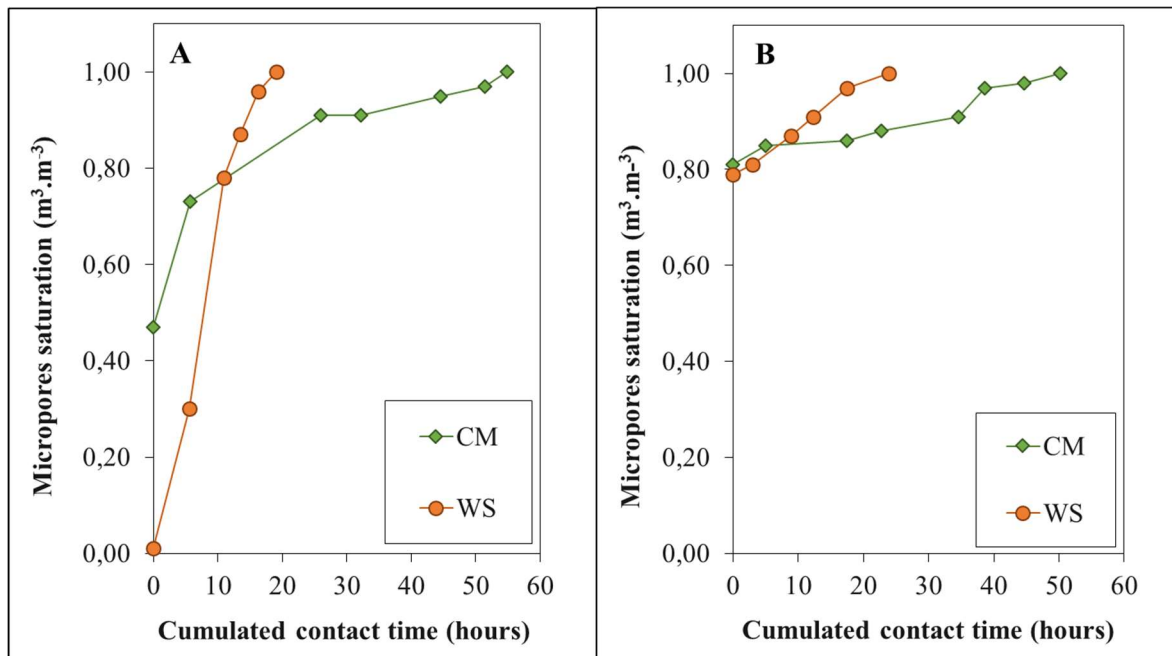 A
Micropores saturation (m³.m⁻³)
1,00
0,80
0,60
0,40
0,20
0,00
0 10 20 30 40 50 60
Cumulated contact time (hours)
CM
WS
B
Micropores saturation (m³.m-³)
1,00
0,80
0,60
0,40
0,20
0,00
0 10 20 30 40 50 60
Cumulated contact time (hours)
CM
WS